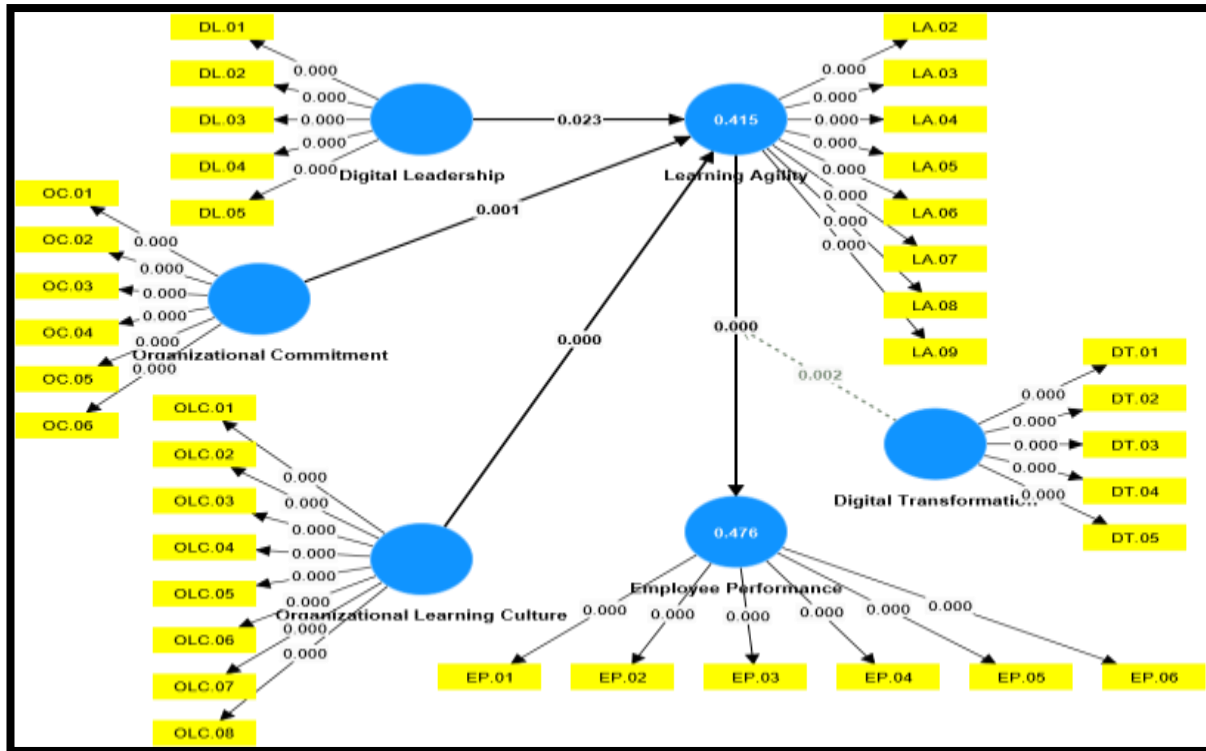 DL.01
DL.02
DL.03
DL.04
DL.05
0.000
0.000
0.000
0.000
0.000
Digital Leadership
0.023
LA.02
LA.03
LA.04
LA.05
LA.06
LA.07
LA.08
LA.09
0.000
0.000
0.000
0.000
0.000
0.000
0.000
0.000
0.415
Learning Agility
OC.01
OC.02
OC.03
OC.04
OC.05
OC.06
0.000
0.000
0.000
0.000
0.000
0.000
Organizational Commitment
0.001
OLC.01
OLC.02
OLC.03
OLC.04
OLC.05
OLC.06
OLC.07
OLC.08
0.000
0.000
0.000
0.000
0.000
0.000
0.000
0.000
Organizational Learning Culture
0.000
0.000
0.002
DT.01
DT.02
DT.03
DT.04
DT.05
0.000
0.000
0.000
0.000
0.000
Digital Transformation
0.476
Employee Performance
0.000
0.000
0.000
0.000
0.000
0.000
EP.01
EP.02
EP.03
EP.04
EP.05
EP.06